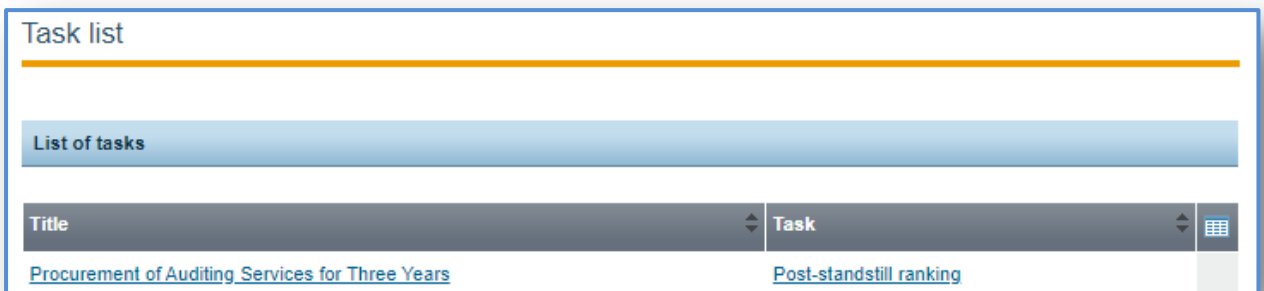 Task list
List of tasks
Title Task
Procurement of Auditing Services for Three Years Post-standstill ranking